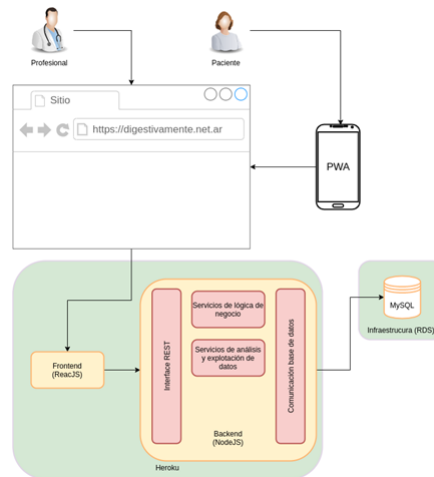 Profesional
Paciente
Sitio
https://digestivamente.net.ar
PWA
Servicios de lógica de
negocio
Servicios de análisis
y explotación de
datos
Interface REST
Comunicación base de datos
Frontend
(ReacJS)
Backend
(NodeJS)
Heroku
MySQL
Infraestrucura (RDS)